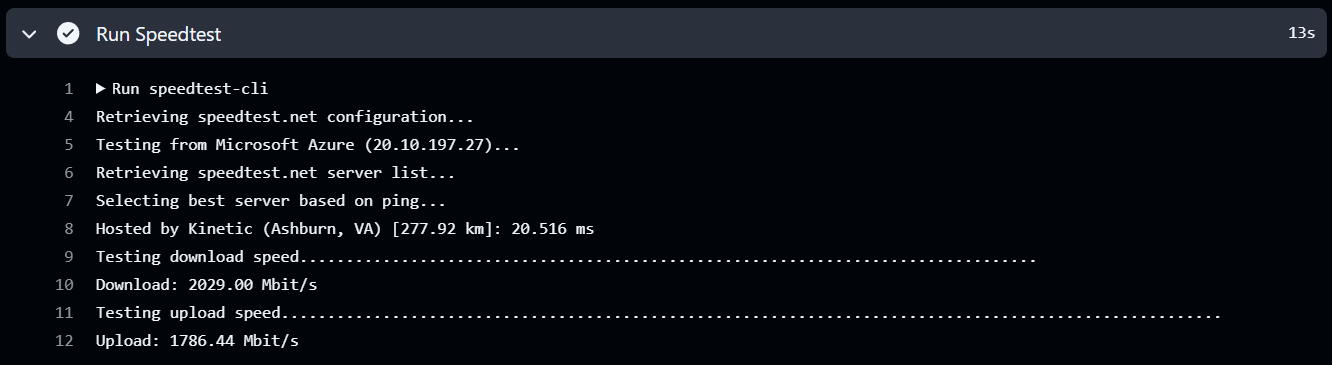 Run Speedtest 13s
1 ▶ Run speedtest-cli
4 Retrieving speedtest.net configuration...
5 Testing from Microsoft Azure (20.10.197.27)...
6 Retrieving speedtest.net server list...
7 Selecting best server based on ping...
8 Hosted by Kinetic (Ashburn, VA) [277.92 km]: 20.516 ms
9 Testing download speed................................................................................
10 Download: 2029.00 Mbit/s
11 Testing upload speed......................................................................................................
12 Upload: 1786.44 Mbit/s